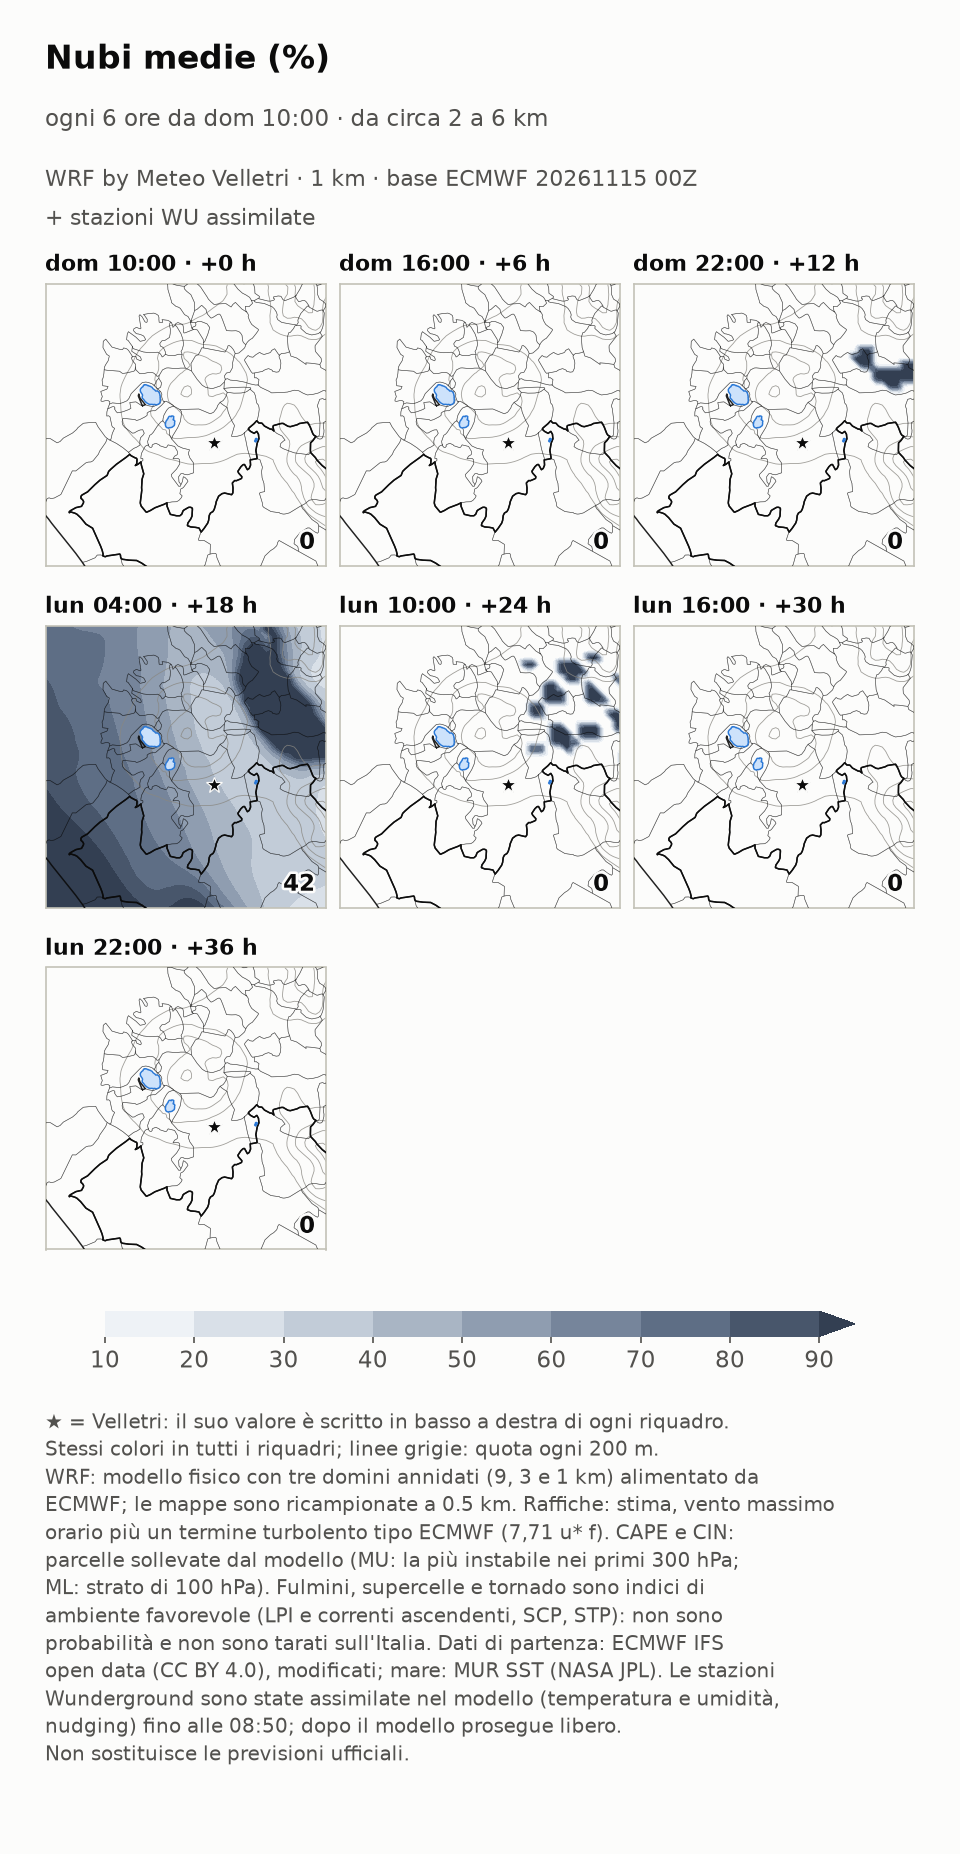 Nubi medie (%)
ogni 6 ore da dom 10:00 · da circa 2 a 6 km
WRF by Meteo Velletri · 1 km · base ECMWF 20261115 00Z
+ stazioni WU assimilate
dom 10:00 · +0 h
dom 16:00 · +6 h
dom 22:00 · +12 h
0
0
0
lun 04:00 · +18 h
lun 10:00 · +24 h
lun 16:00 · +30 h
42
0
0
lun 22:00 · +36 h
0
10 20 30 40 50 60 70 80 90
★ = Velletri: il suo valore è scritto in basso a destra di ogni riquadro.
Stessi colori in tutti i riquadri; linee grigie: quota ogni 200 m.
WRF: modello fisico con tre domini annidati (9, 3 e 1 km) alimentato da
ECMWF; le mappe sono ricampionate a 0.5 km. Raffiche: stima, vento massimo
orario più un termine turbolento tipo ECMWF (7,71 u* f). CAPE e CIN:
parcelle sollevate dal modello (MU: la più instabile nei primi 300 hPa;
ML: strato di 100 hPa). Fulmini, supercelle e tornado sono indici di
ambiente favorevole (LPI e correnti ascendenti, SCP, STP): non sono
probabilità e non sono tarati sull'Italia. Dati di partenza: ECMWF IFS
open data (CC BY 4.0), modificati; mare: MUR SST (NASA JPL). Le stazioni
Wunderground sono state assimilate nel modello (temperatura e umidità,
nudging) fino alle 08:50; dopo il modello prosegue libero.
Non sostituisce le previsioni ufficiali.